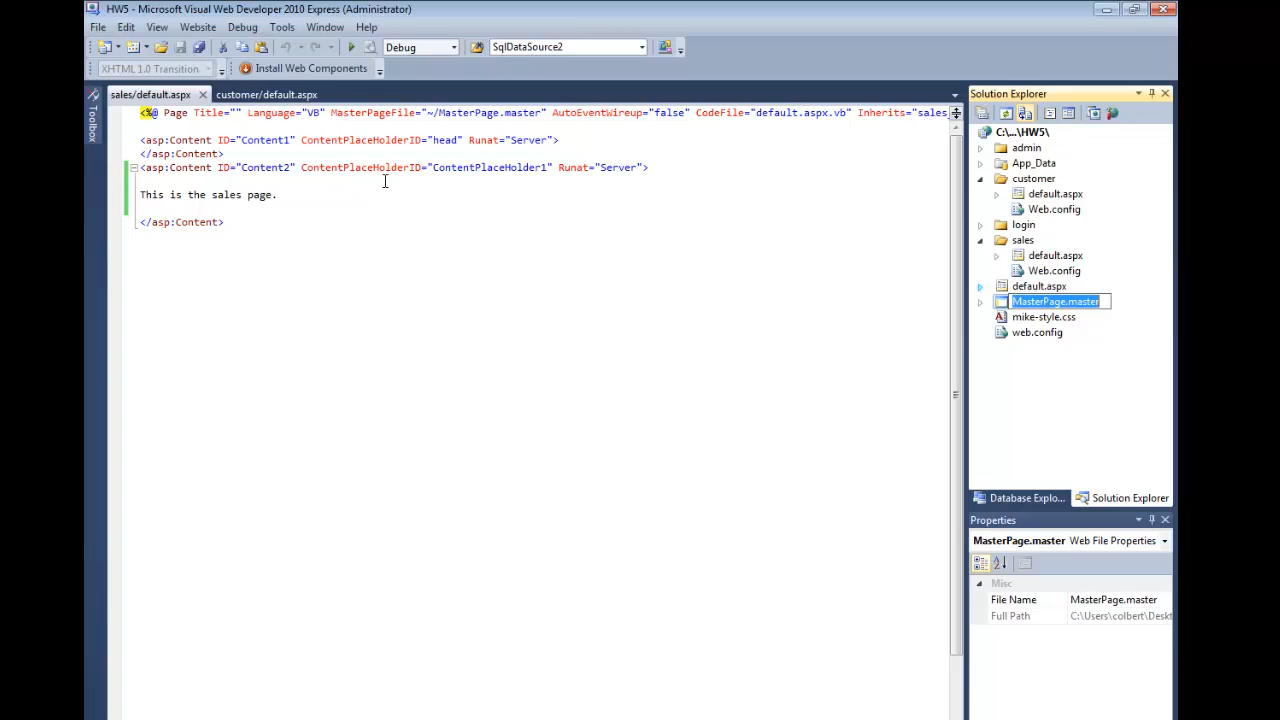 HW5 - Microsoft Visual Web Developer 2010 Express (Administrator)
File Edit View Website Debug Tools Window Help
Debug SqlDataSource2
XHTML 1.0 Transition Install Web Components
sales/default.aspx customer/default.aspx
Toolbox
<%@ Page Title="" Language="VB" MasterPageFile="~/MasterPage.master" AutoEventWireup="false" CodeFile="default.aspx.vb" Inherits="sales_
<asp:Content ID="Content1" ContentPlaceHolderID="head" Runat="Server">
</asp:Content>
<asp:Content ID="Content2" ContentPlaceHolderID="ContentPlaceHolder1" Runat="Server">
This is the sales page.
</asp:Content>
Solution Explorer
C:\...\HW5\
admin
App_Data
customer
default.aspx
Web.config
login
sales
default.aspx
Web.config
default.aspx
MasterPage.master
mike-style.css
web.config
Database Explo... Solution Explorer
Properties
MasterPage.master Web File Properties
Misc
File Name MasterPage.master
Full Path C:\Users\colbert\Deskt